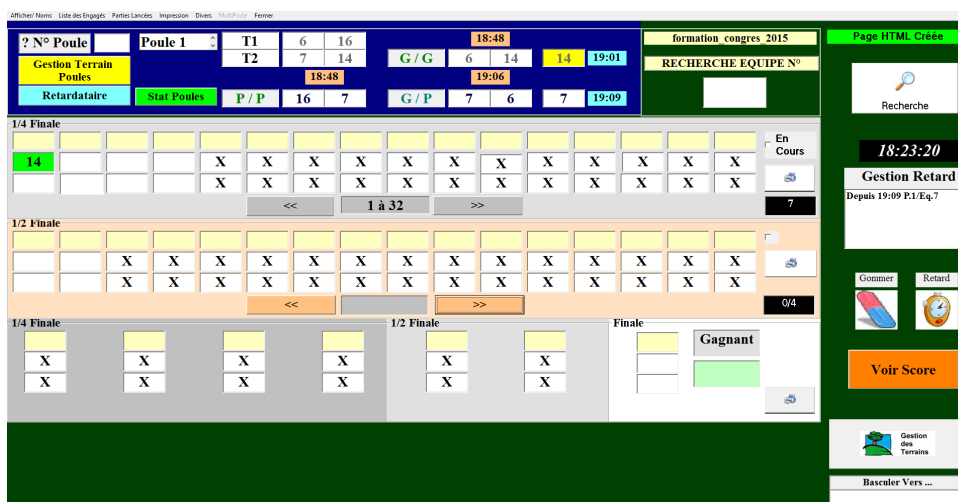 Afficher/ Noms Liste des Engagés Parties Lancées Impression Divers MultiPoste Fermer
? N° Poule Poule 1 T1 6 16 18:48
T2 7 14 G / G 6 14 14 19:01
Gestion Terrain
Poules
18:48 19:06
Retardataire Stat Poules P / P 16 7 G / P 7 6 7 19:09
formation_congres_2015
RECHERCHE EQUIPE N°
Page HTML Créée
Recherche
18:23:20
Gestion Retard
Depuis 19:09 P.1/Eq.7
Gommer Retard
Voir Score
Gestion
des
Terrains
Basculer Vers ...
1/4 Finale
En
Cours
14 X X X X X X X X X X X X
X X X X X X X X X X X X
<< 1 à 32 >> 7
1/2 Finale
X X X X X X X X X X X X X X
X X X X X X X X X X X X X X
<< >> 0/4
1/4 Finale 1/2 Finale Finale
Gagnant
X X X X X X
X X X X X X